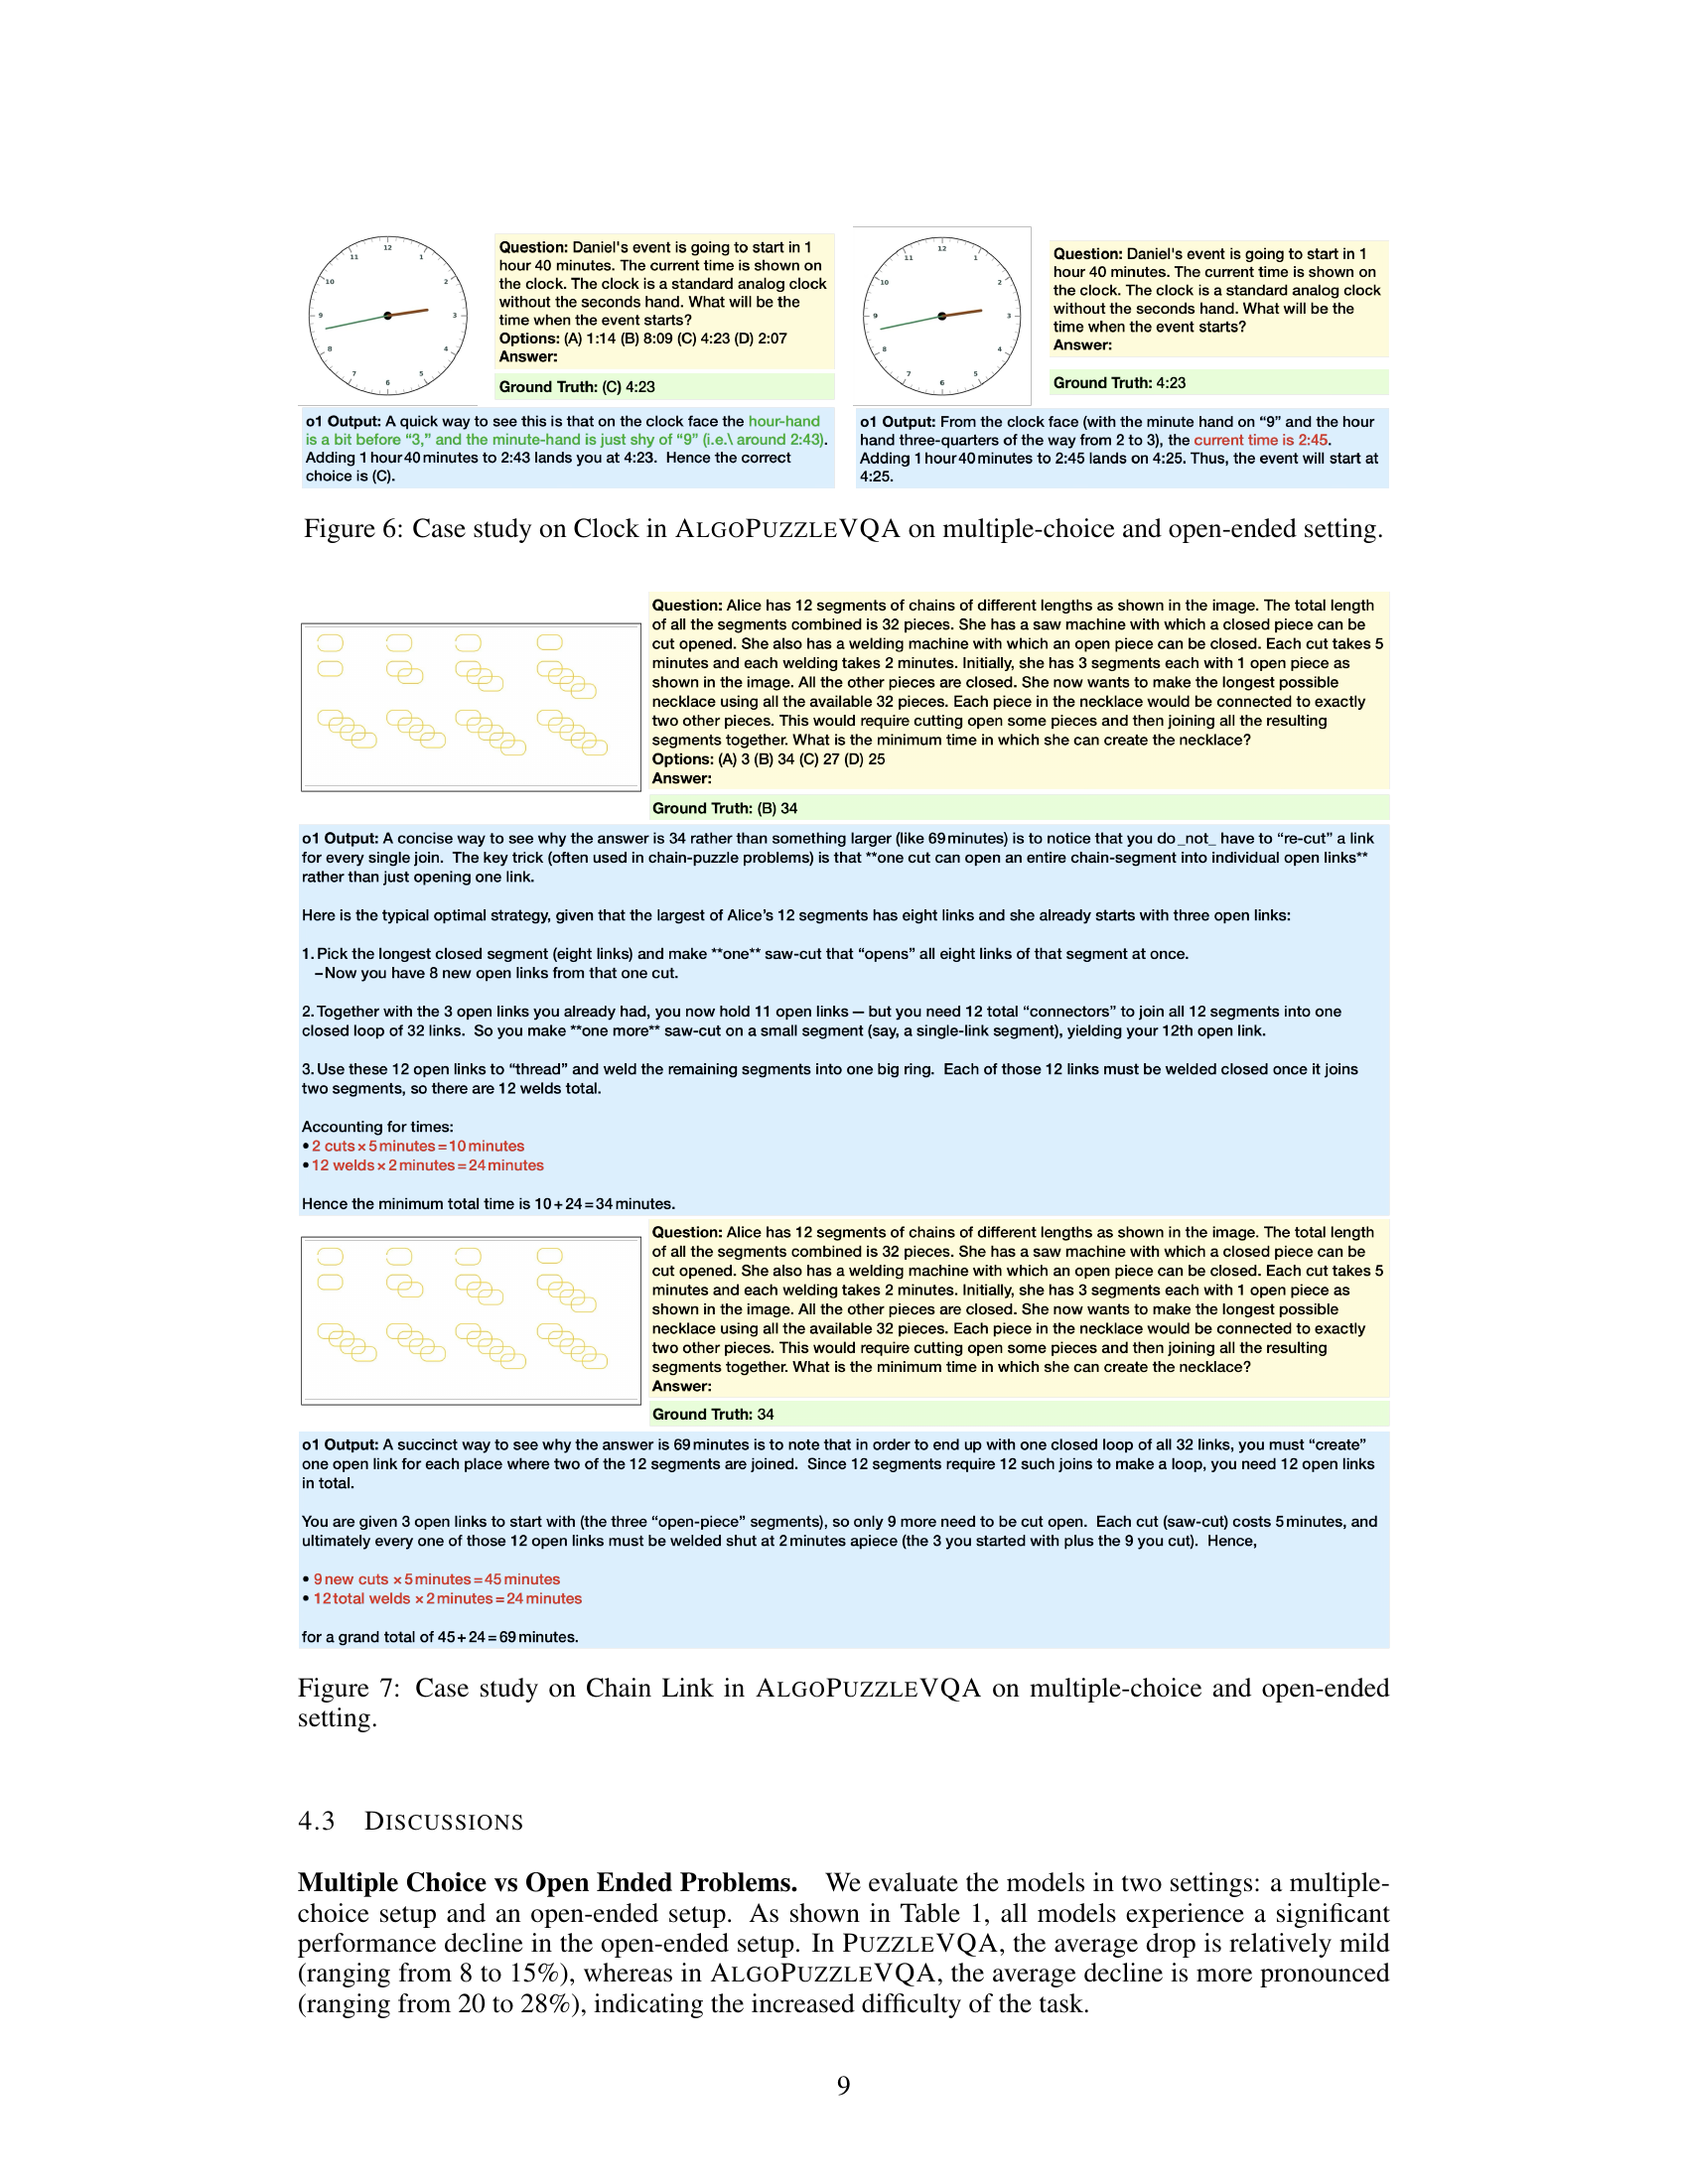 12
11
1
10
2
9
3
8
4
7
5
6
Question: Daniel's event is going to start in 1
hour 40 minutes. The current time is shown on
the clock. The clock is a standard analog clock
without the seconds hand. What will be the
time when the event starts?
Options: (A) 1:14 (B) 8:09 (C) 4:23 (D) 2:07
Answer:
Ground Truth: (C) 4:23
o1 Output: A quick way to see this is that on the clock face the hour-hand
is a bit before “3,” and the minute-hand is just shy of “9” (i.e.\ around 2:43).
Adding 1 hour 40 minutes to 2:43 lands you at 4:23. Hence the correct
choice is (C).
12
11
1
10
2
9
3
8
4
7
5
6
Question: Daniel's event is going to start in 1
hour 40 minutes. The current time is shown on
the clock. The clock is a standard analog clock
without the seconds hand. What will be the
time when the event starts?
Answer:
Ground Truth: 4:23
o1 Output: From the clock face (with the minute hand on “9” and the hour
hand three-quarters of the way from 2 to 3), the current time is 2:45.
Adding 1 hour 40 minutes to 2:45 lands on 4:25. Thus, the event will start at
4:25.
Figure 6: Case study on Clock in ALGOPUZZLEVQA on multiple-choice and open-ended setting.
Question: Alice has 12 segments of chains of different lengths as shown in the image. The total length
of all the segments combined is 32 pieces. She has a saw machine with which a closed piece can be
cut opened. She also has a welding machine with which an open piece can be closed. Each cut takes 5
minutes and each welding takes 2 minutes. Initially, she has 3 segments each with 1 open piece as
shown in the image. All the other pieces are closed. She now wants to make the longest possible
necklace using all the available 32 pieces. Each piece in the necklace would be connected to exactly
two other pieces. This would require cutting open some pieces and then joining all the resulting
segments together. What is the minimum time in which she can create the necklace?
Options: (A) 3 (B) 34 (C) 27 (D) 25
Answer:
Ground Truth: (B) 34
o1 Output: A concise way to see why the answer is 34 rather than something larger (like 69 minutes) is to notice that you do _not_ have to “re-cut” a link
for every single join. The key trick (often used in chain-puzzle problems) is that **one cut can open an entire chain-segment into individual open links**
rather than just opening one link.
Here is the typical optimal strategy, given that the largest of Alice’s 12 segments has eight links and she already starts with three open links:
1. Pick the longest closed segment (eight links) and make **one** saw-cut that “opens” all eight links of that segment at once.
– Now you have 8 new open links from that one cut.
2. Together with the 3 open links you already had, you now hold 11 open links — but you need 12 total “connectors” to join all 12 segments into one
closed loop of 32 links. So you make **one more** saw-cut on a small segment (say, a single-link segment), yielding your 12th open link.
3. Use these 12 open links to “thread” and weld the remaining segments into one big ring. Each of those 12 links must be welded closed once it joins
two segments, so there are 12 welds total.
Accounting for times:
• 2 cuts × 5 minutes = 10 minutes
• 12 welds × 2 minutes = 24 minutes
Hence the minimum total time is 10 + 24 = 34 minutes.
Question: Alice has 12 segments of chains of different lengths as shown in the image. The total length
of all the segments combined is 32 pieces. She has a saw machine with which a closed piece can be
cut opened. She also has a welding machine with which an open piece can be closed. Each cut takes 5
minutes and each welding takes 2 minutes. Initially, she has 3 segments each with 1 open piece as
shown in the image. All the other pieces are closed. She now wants to make the longest possible
necklace using all the available 32 pieces. Each piece in the necklace would be connected to exactly
two other pieces. This would require cutting open some pieces and then joining all the resulting
segments together. What is the minimum time in which she can create the necklace?
Answer:
Ground Truth: 34
o1 Output: A succinct way to see why the answer is 69 minutes is to note that in order to end up with one closed loop of all 32 links, you must “create”
one open link for each place where two of the 12 segments are joined. Since 12 segments require 12 such joins to make a loop, you need 12 open links
in total.
You are given 3 open links to start with (the three “open-piece” segments), so only 9 more need to be cut open. Each cut (saw-cut) costs 5 minutes, and
ultimately every one of those 12 open links must be welded shut at 2 minutes apiece (the 3 you started with plus the 9 you cut). Hence,
• 9 new cuts × 5 minutes = 45 minutes
• 12 total welds × 2 minutes = 24 minutes
for a grand total of 45 + 24 = 69 minutes.
Figure 7: Case study on Chain Link in ALGOPUZZLEVQA on multiple-choice and open-ended
setting.
4.3 DISCUSSIONS
Multiple Choice vs Open Ended Problems. We evaluate the models in two settings: a multiple-
choice setup and an open-ended setup. As shown in Table 1, all models experience a significant
performance decline in the open-ended setup. In PUZZLEVQA, the average drop is relatively mild
(ranging from 8 to 15%), whereas in ALGOPUZZLEVQA, the average decline is more pronounced
(ranging from 20 to 28%), indicating the increased difficulty of the task.
9